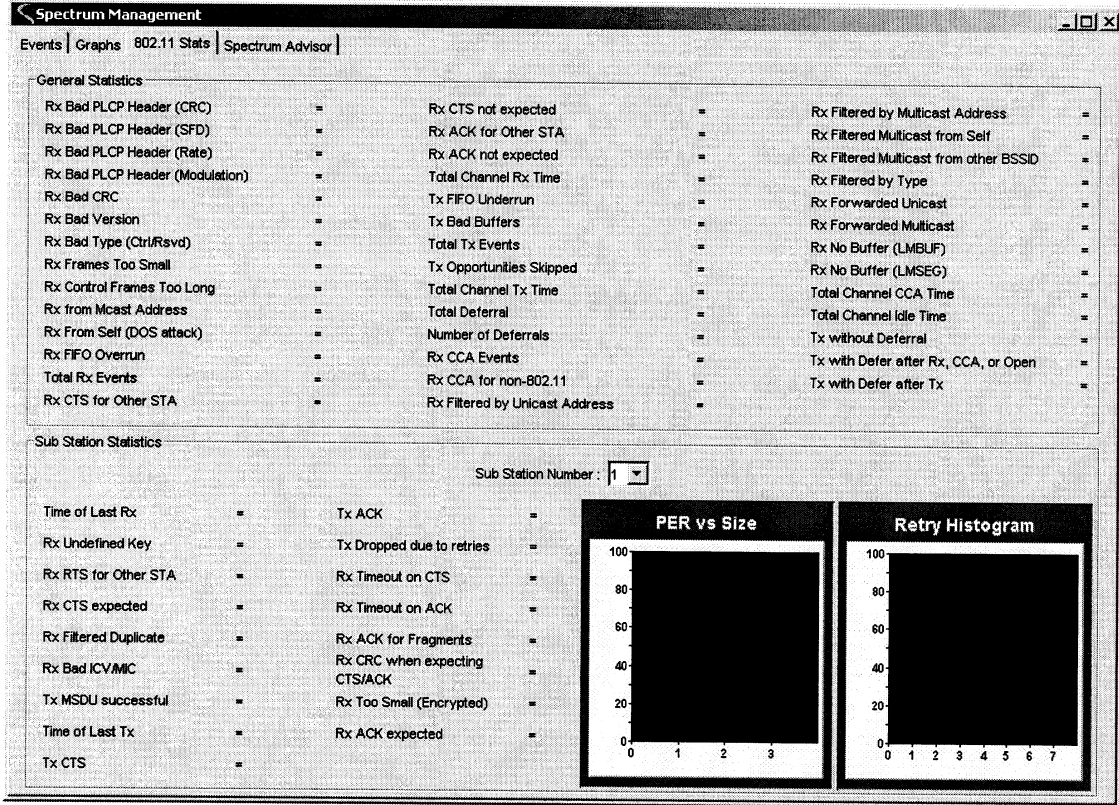 Spectrum Management
Events Graphs 802.11 Stats Spectrum Advisor
General Statistics
Rx Bad PLCP Header (CRC) =
Rx Bad PLCP Header (SFD) =
Rx Bad PLCP Header (Rate) =
Rx Bad PLCP Header (Modulation) =
Rx Bad CRC =
Rx Bad Version =
Rx Bad Type (Ctrl/Rsvd) =
Rx Frames Too Small =
Rx Control Frames Too Long =
Rx from Mcast Address =
Rx From Self (DOS attack) =
Rx FIFO Overrun =
Total Rx Events =
Rx CTS for Other STA =
Rx CTS not expected =
Rx ACK for Other STA =
Rx ACK not expected =
Total Channel Rx Time =
Tx FIFO Underrun =
Tx Bad Buffers =
Total Tx Events =
Tx Opportunities Skipped =
Total Channel Tx Time =
Total Deferral =
Number of Deferrals =
Rx CCA Events =
Rx CCA for non-802.11 =
Rx Filtered by Unicast Address =
Rx Filtered by Multicast Address =
Rx Filtered Multicast from Self =
Rx Filtered Multicast from other BSSID =
Rx Filtered by Type =
Rx Forwarded Unicast =
Rx Forwarded Multicast =
Rx No Buffer (LMBUF) =
Rx No Buffer (LMSEG) =
Total Channel CCA Time =
Total Channel Idle Time =
Tx without Deferral =
Tx with Defer after Rx, CCA, or Open =
Tx with Defer after Tx =
Sub Station Statistics
Sub Station Number : 1
Time of Last Rx =
Rx Undefined Key =
Rx RTS for Other STA =
Rx CTS expected =
Rx Filtered Duplicate =
Rx Bad ICV/MIC =
Tx MSDU successful =
Time of Last Tx =
Tx CTS =
Tx ACK =
Tx Dropped due to retries =
Rx Timeout on CTS =
Rx Timeout on ACK =
Rx ACK for Fragments =
Rx CRC when expecting
CTS/ACK =
Rx Too Small (Encrypted) =
Rx ACK expected =
PER vs Size
100
80
60
40
20
0
0 1 2 3
Retry Histogram
100
80
60
40
20
0
0 1 2 3 4 5 6 7